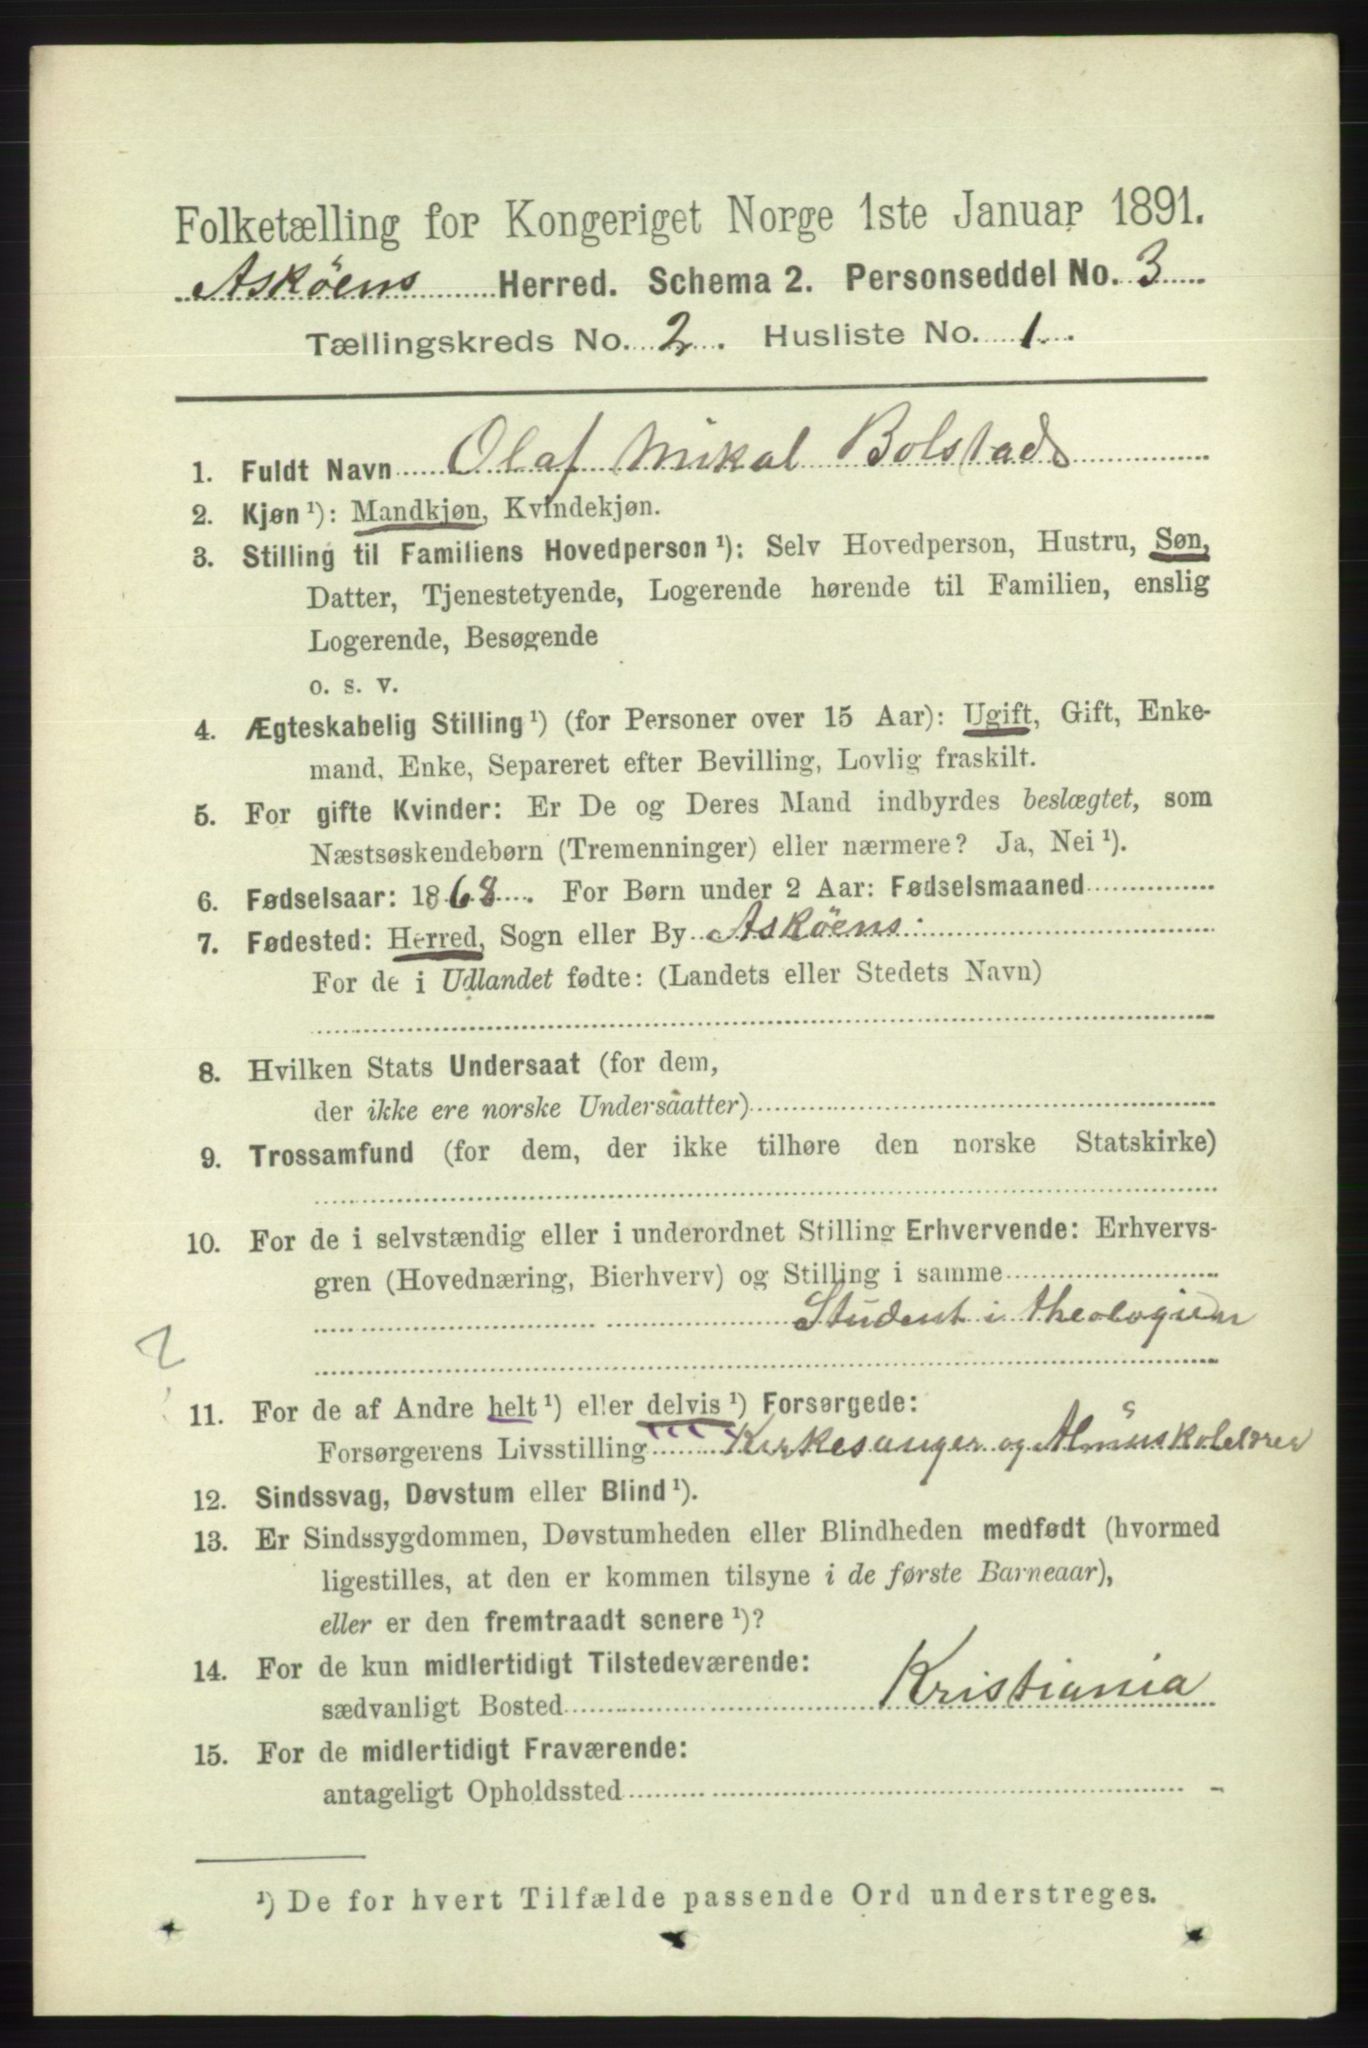 Folketælling for Kongeriget Norge 1ste Januar 1891.
Askøens Herred. Schema 2. Personseddel No. 3
Tællingskreds No. 2. Husliste No. 1.
1. Fuldt Navn Olaf Mikal Bolstad
2. Kjøn ¹): Mandkjøn, Kvindekjøn.
3. Stilling til Familiens Hovedperson ¹): Selv Hovedperson, Hustru, Søn,
Datter, Tjenestetyende, Logerende hørende til Familien, enslig
Logerende, Besøgende
o. s. v.
4. Ægteskabelig Stilling ¹) (for Personer over 15 Aar): Ugift, Gift, Enke-
mand, Enke, Separeret efter Bevilling, Lovlig fraskilt.
5. For gifte Kvinder: Er De og Deres Mand indbyrdes beslægtet, som
Næstsøskendebørn (Tremenninger) eller nærmere? Ja, Nei ¹).
6. Fødselsaar: 1868. For Børn under 2 Aar: Fødselsmaaned
7. Fødested: Herred, Sogn eller By Askøens
For de i Udlandet fødte: (Landets eller Stedets Navn)
8. Hvilken Stats Undersaat (for dem,
der ikke ere norske Undersaatter)
9. Trossamfund (for dem, der ikke tilhøre den norske Statskirke)
10. For de i selvstændig eller i underordnet Stilling Erhvervende: Erhvervs-
gren (Hovednæring, Bierhverv) og Stilling i samme
Student i theologien
2
11. For de af Andre helt ¹) eller delvis ¹) Forsørgede:
Forsørgerens Livsstilling Kirkesanger og Almuskolelærer
12. Sindssvag, Døvstum eller Blind ¹).
13. Er Sindssygdommen, Døvstumheden eller Blindheden medfødt (hvormed
ligestilles, at den er kommen tilsyne i de første Barneaar),
eller er den fremtraadt senere ¹)?
14. For de kun midlertidigt Tilstedeværende:
sædvanligt Bosted Kristiania
15. For de midlertidigt Fraværende:
antageligt Opholdssted
¹) De for hvert Tilfælde passende Ord understreges.